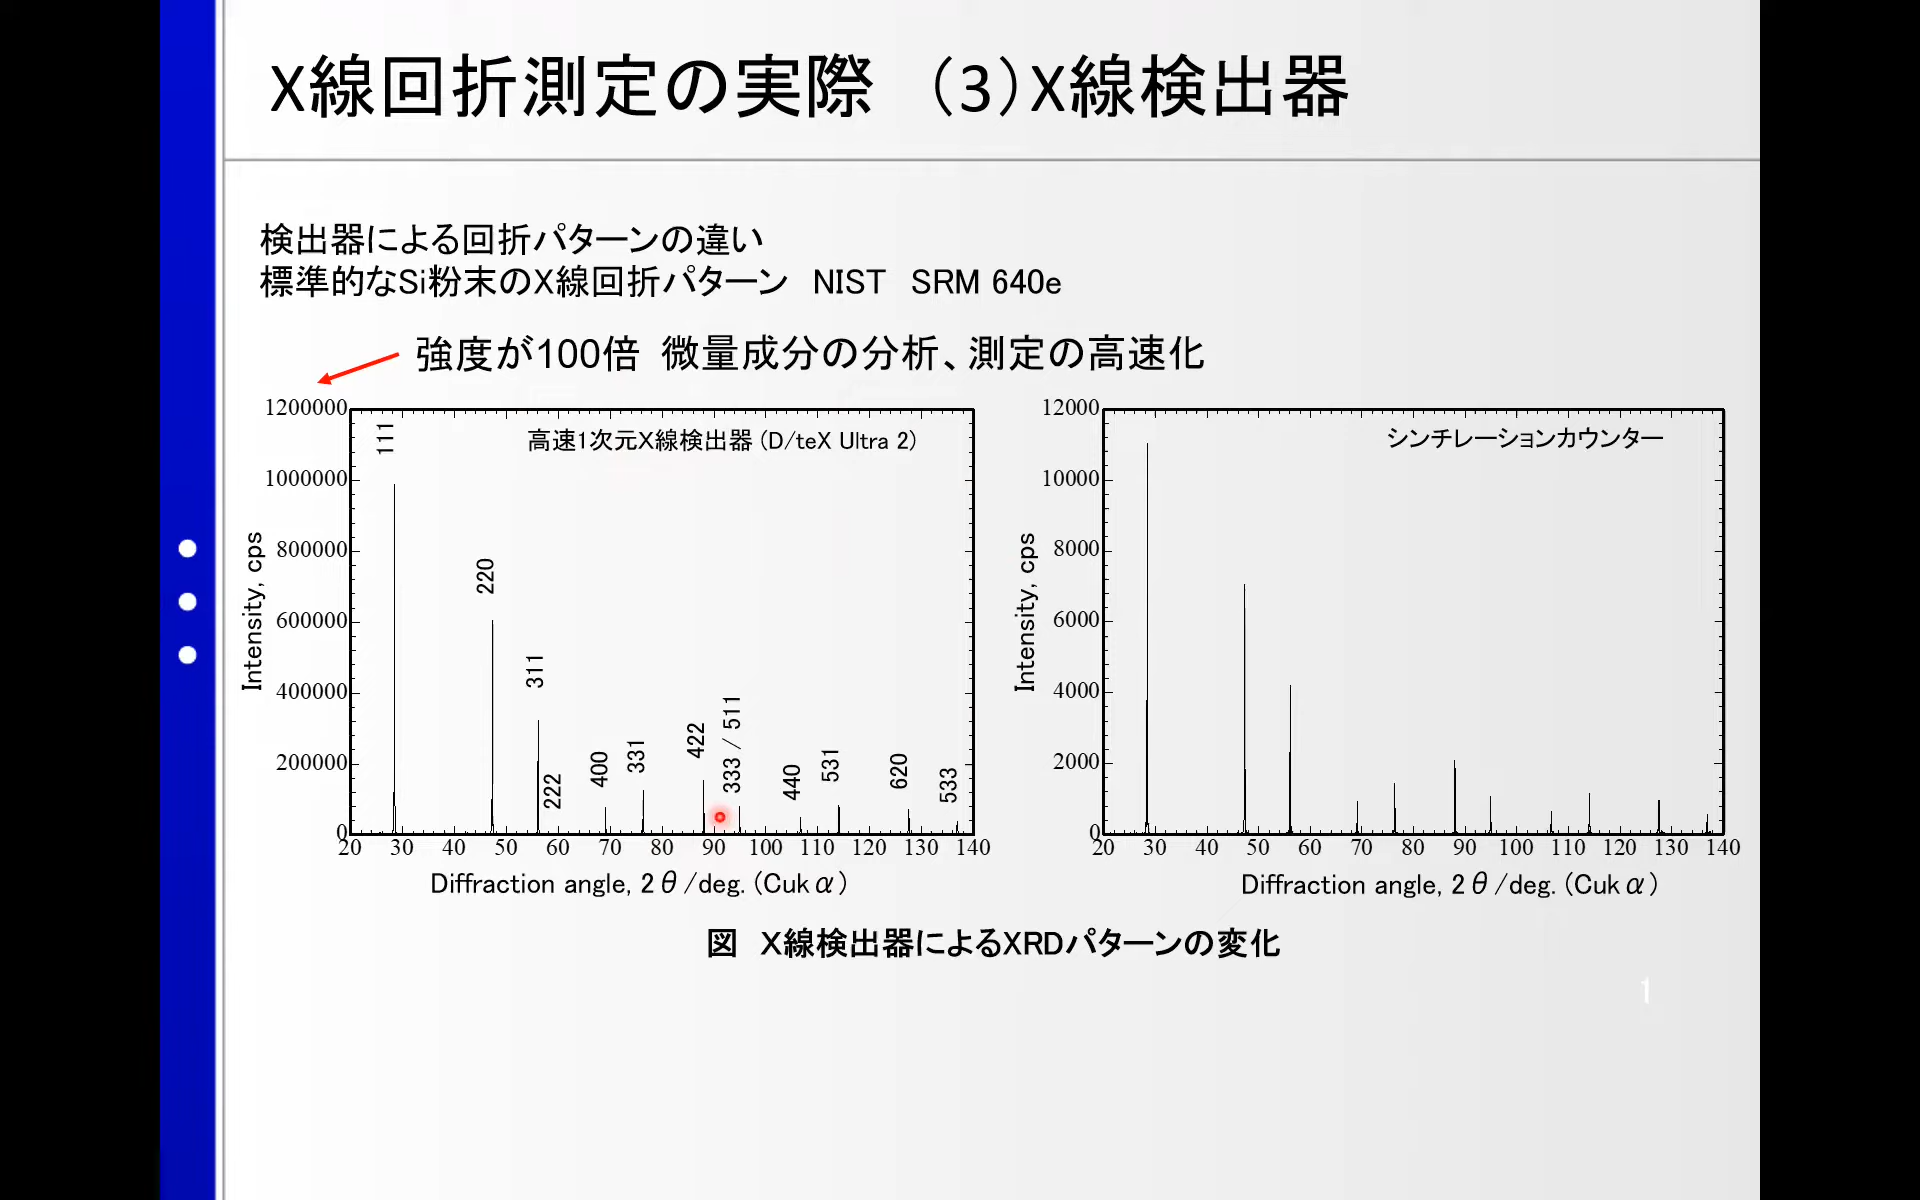 X線回折測定の実際　（3）X線検出器
検出器による回折パターンの違い
標準的なSi粉末のX線回折パターン　NIST　SRM 640e
強度が100倍 微量成分の分析、測定の高速化
1200000
1000000
800000
600000
400000
200000
0
Intensity, cps
高速1次元X線検出器 (D/teX Ultra 2)
111
220
311
222
400
331
422
333 / 511
440
531
620
533
20 30 40 50 60 70 80 90 100 110 120 130 140
Diffraction angle, 2θ/deg. (Cukα)
12000
10000
8000
6000
4000
2000
0
Intensity, cps
シンチレーションカウンター
20 30 40 50 60 70 80 90 100 110 120 130 140
Diffraction angle, 2θ/deg. (Cukα)
図　X線検出器によるXRDパターンの変化
1